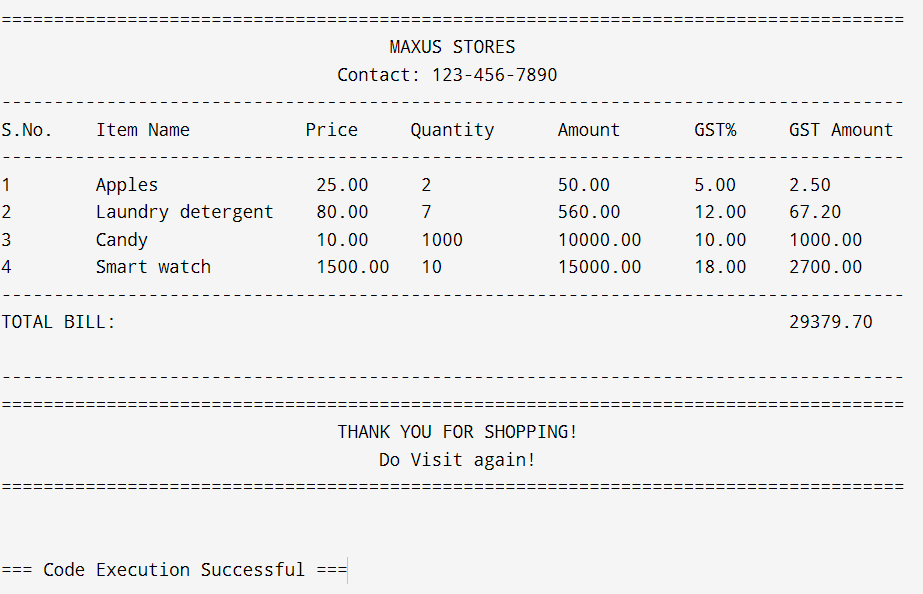 ======================================================================================
MAXUS STORES
Contact: 123-456-7890
--------------------------------------------------------------------------------------
S.No. Item Name Price Quantity Amount GST% GST Amount
--------------------------------------------------------------------------------------
1 Apples 25.00 2 50.00 5.00 2.50
2 Laundry detergent 80.00 7 560.00 12.00 67.20
3 Candy 10.00 1000 10000.00 10.00 1000.00
4 Smart watch 1500.00 10 15000.00 18.00 2700.00
--------------------------------------------------------------------------------------
TOTAL BILL: 29379.70
--------------------------------------------------------------------------------------
======================================================================================
THANK YOU FOR SHOPPING!
Do Visit again!
======================================================================================
=== Code Execution Successful ===